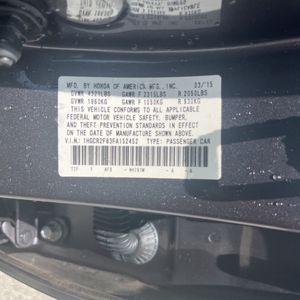 MFD. BY HONDA OF AMERICA MFG., INC. 03/15
GVWR 4321LBS GAWR F 2315LBS R 2050LBS
GVWR 1960KG GAWR F 1050KG R 930KG
THIS VEHICLE CONFORMS TO ALL APPLICABLE
FEDERAL MOTOR VEHICLE SAFETY, BUMPER,
AND THEFT PREVENTION STANDARDS IN EFFECT
ON THE DATE OF MANUFACTURE SHOWN ABOVE.
V.I.N.: 1HGCR2F83FA152452 TYPE: PASSENGER CAR